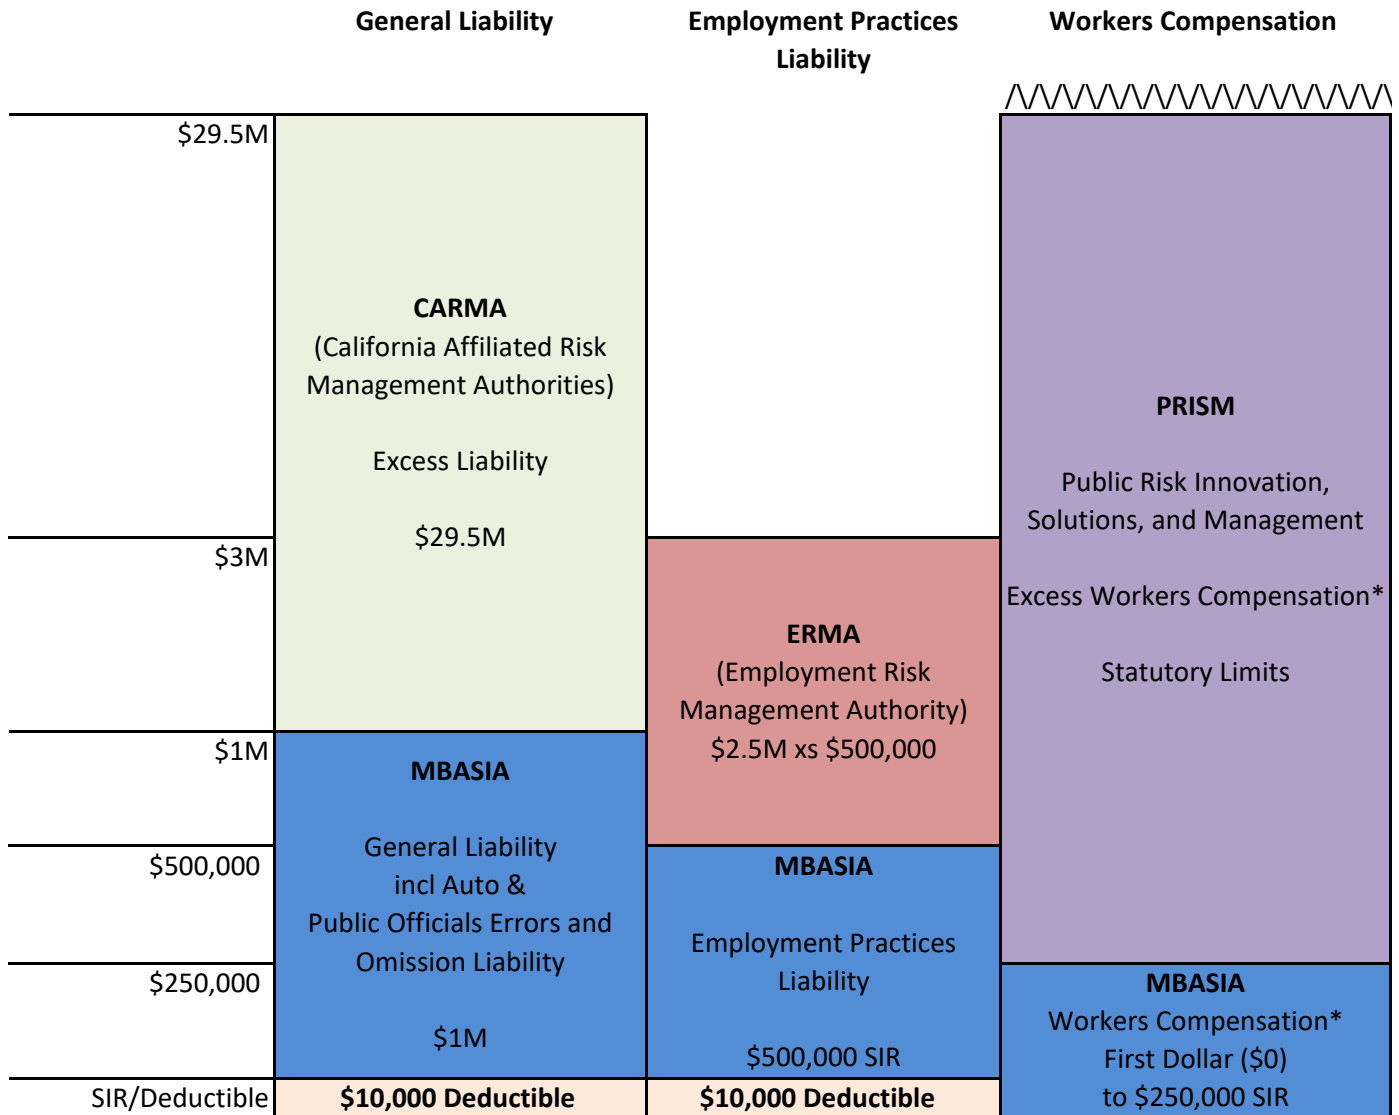 General Liability
Employment Practices
Liability
Workers Compensation
/\/\/\/\/\/\/\/\/\/\/\/\/\/\/\/\/\
$29.5M
$3M
$1M
$500,000
$250,000
SIR/Deductible
CARMA
(California Affiliated Risk
Management Authorities)
Excess Liability
$29.5M
MBASIA
General Liability
incl Auto &
Public Officials Errors and
Omission Liability
$1M
$10,000 Deductible
ERMA
(Employment Risk
Management Authority)
$2.5M xs $500,000
MBASIA
Employment Practices
Liability
$500,000 SIR
$10,000 Deductible
PRISM
Public Risk Innovation,
Solutions, and Management
Excess Workers Compensation*
Statutory Limits
MBASIA
Workers Compensation*
First Dollar ($0)
to $250,000 SIR